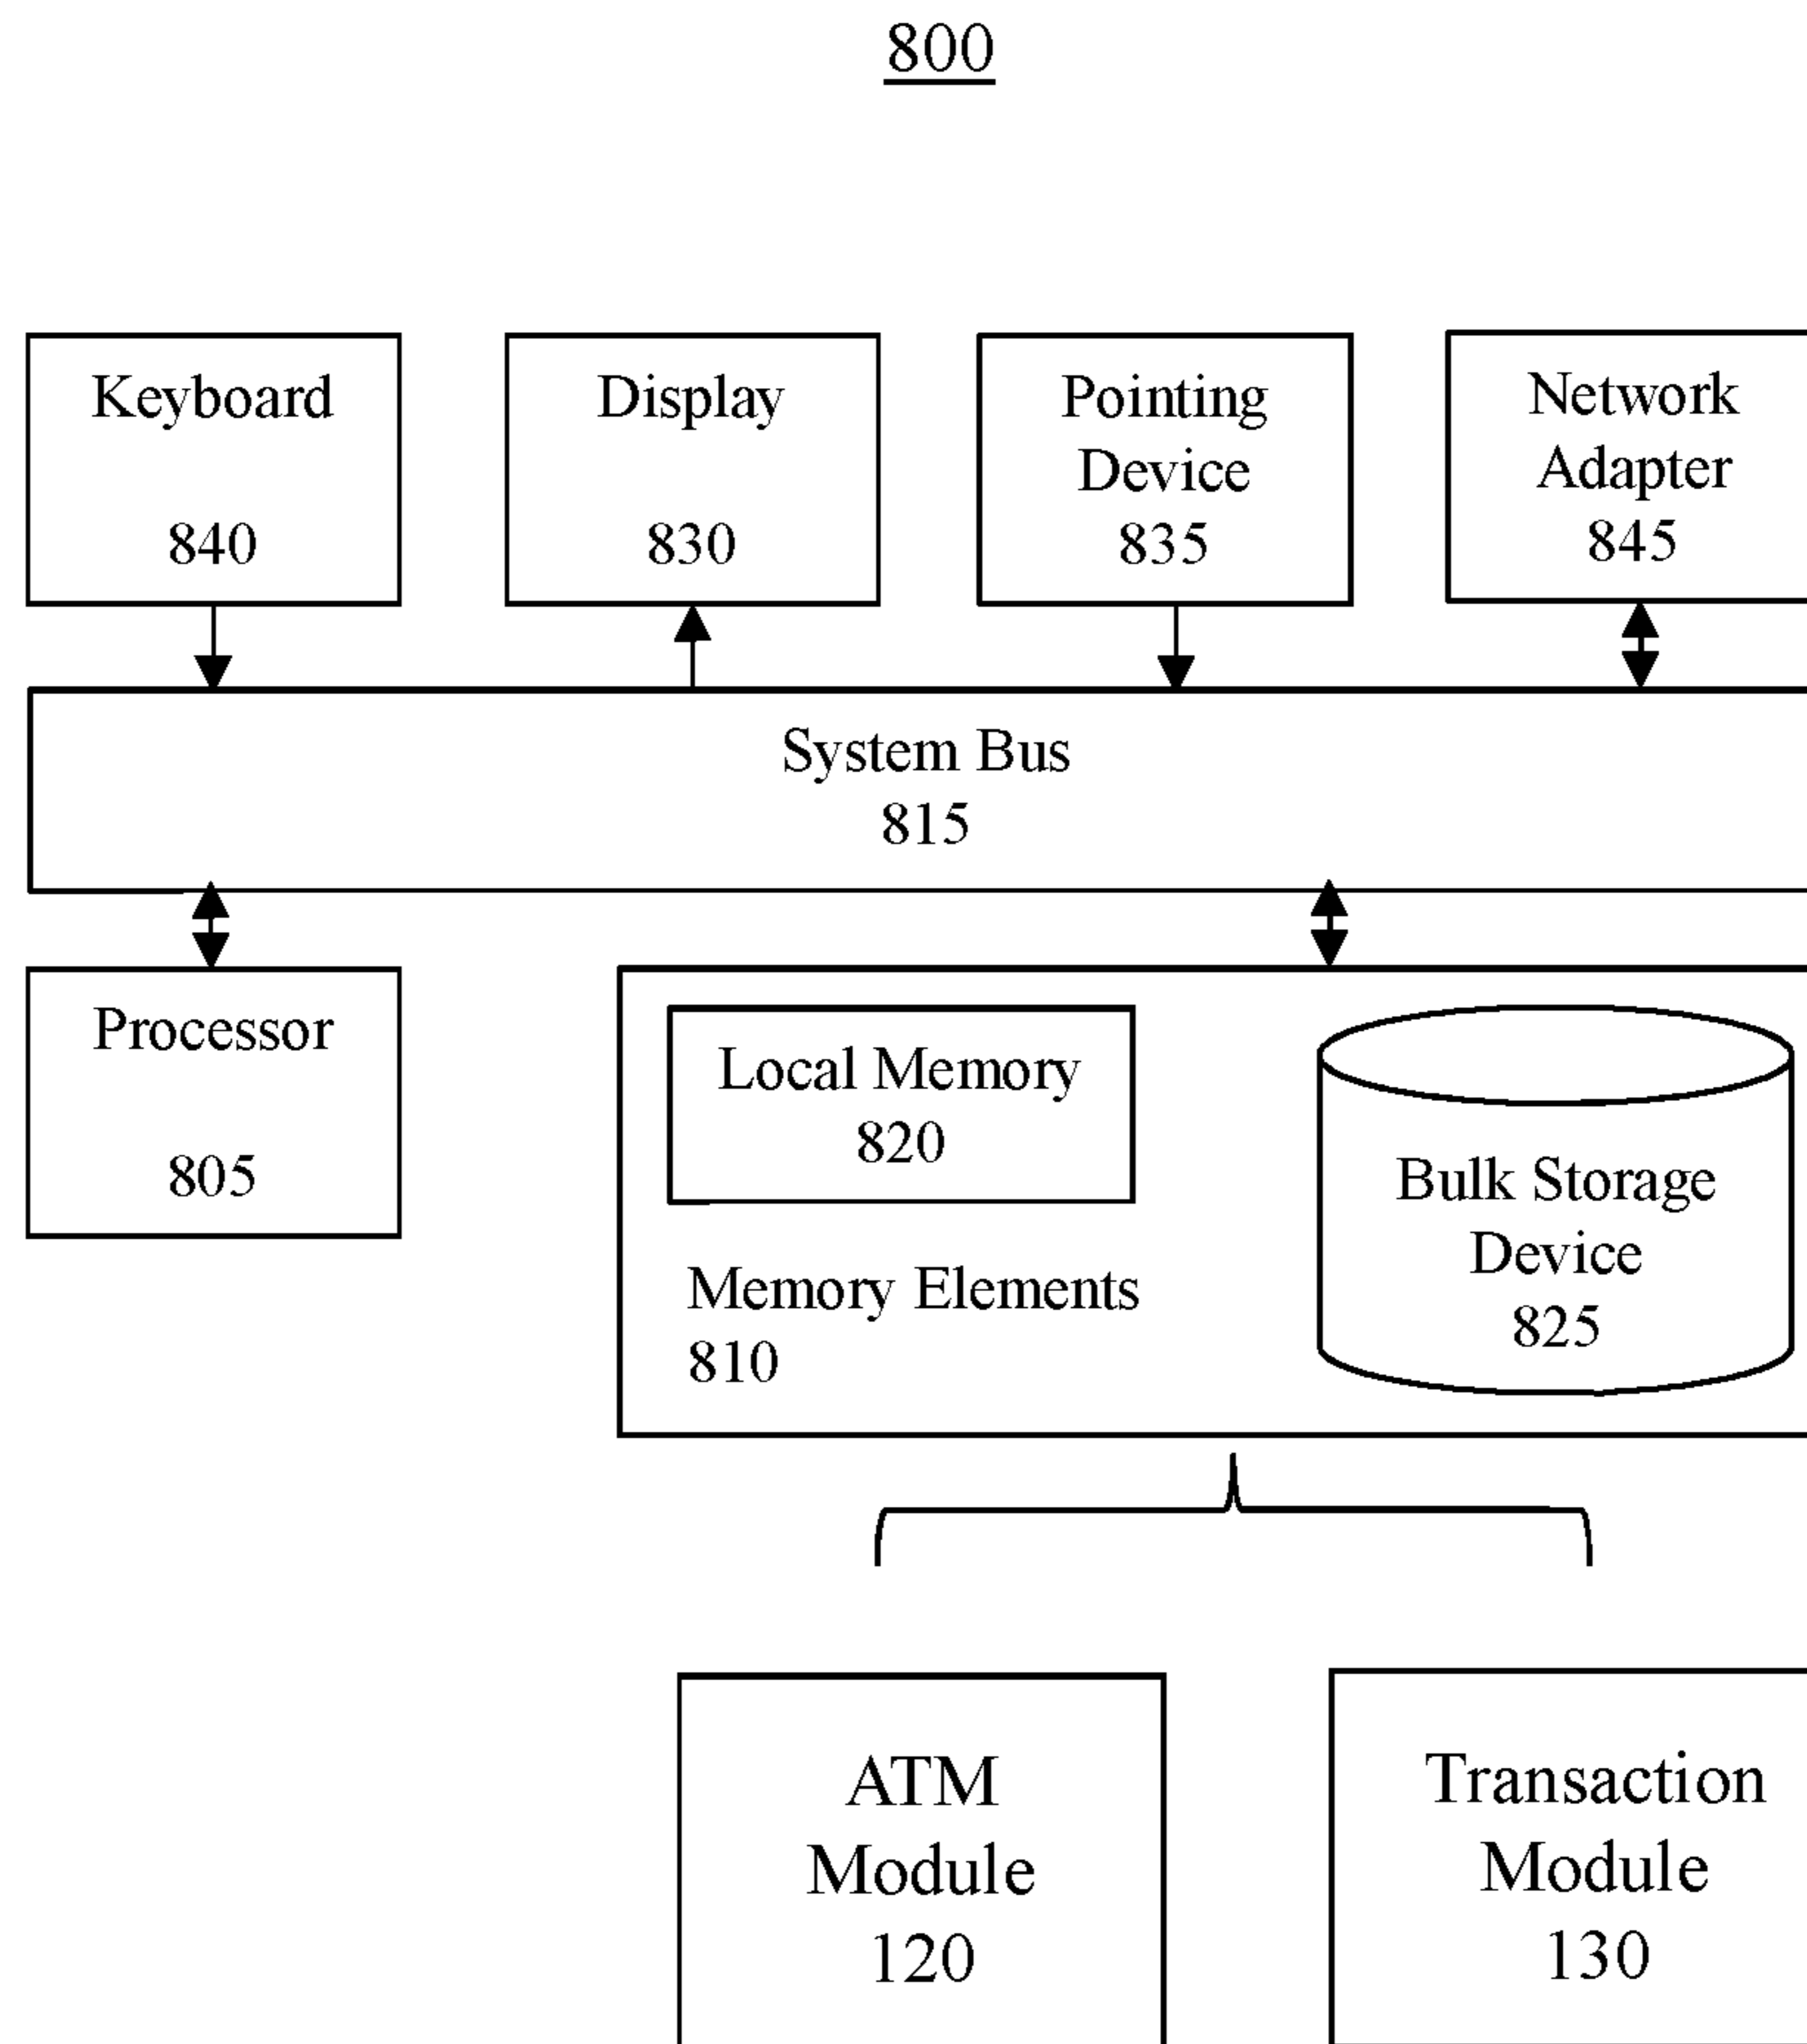 800
Keyboard
840
Display
830
Pointing
Device
835
Network
Adapter
845
System Bus
815
Processor
805
Local Memory
820
Memory Elements
810
Bulk Storage
Device
825
ATM
Module
120
Transaction
Module
130